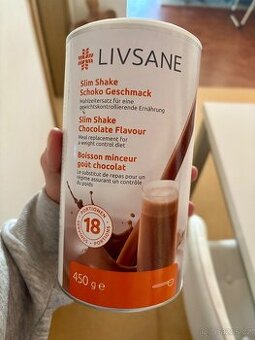 LIVSANE
Slim Shake
Schoko Geschmack
Mahlzeitersatz für eine
gewichtskontrollierende Ernährung
Slim Shake
Chocolate Flavour
Meal replacement for
a weight control diet
Boisson minceur
goût chocolat
Le substitut de repas pour un
régime assurant un contrôle
du poids
PORTIONEN
18
PORTIONS
450 g e